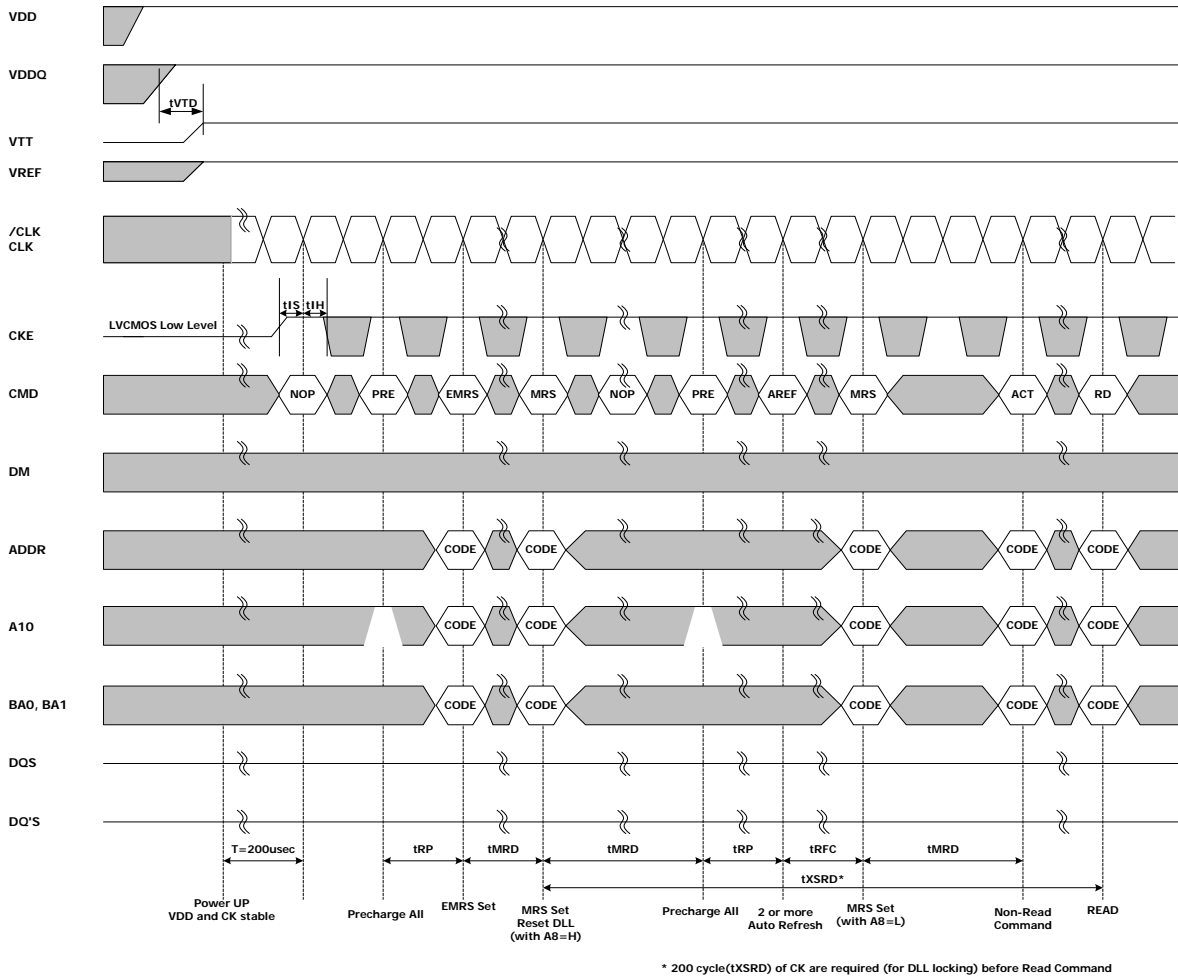 VDD
VDDQ
tVTD
VTT
VREF
/CLK
CLK
tIS tIH
LVCMOS Low Level
CKE
CMD NOP PRE EMRS MRS NOP PRE AREF MRS ACT RD
DM
ADDR CODE CODE CODE CODE CODE
A10 CODE CODE CODE CODE CODE
BA0, BA1 CODE CODE CODE CODE CODE
DQS
DQ'S
T=200usec tRP tMRD tMRD tRP tRFC tMRD
tXSRD*
Power UP
VDD and CK stable
Precharge All
EMRS Set
MRS Set
Reset DLL
(with A8=H)
Precharge All
2 or more
Auto Refresh
MRS Set
(with A8=L)
Non-Read
Command
READ
* 200 cycle(tXSRD) of CK are required (for DLL locking) before Read Command